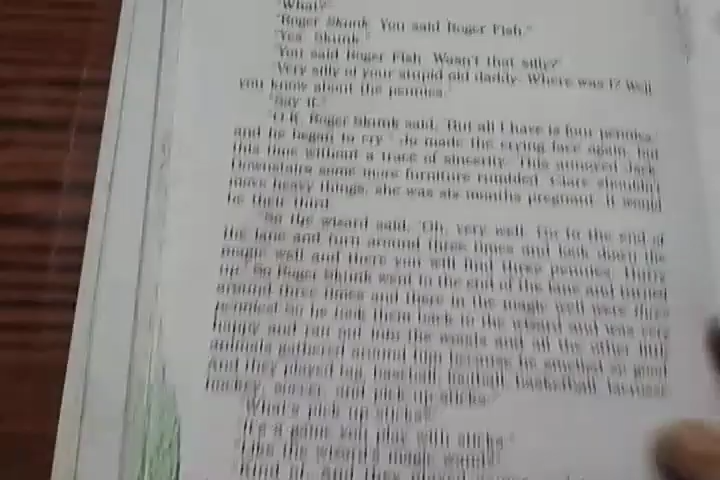 "What?"
"Roger Skunk. You said Roger Fish."
"Yes. Skunk."
"You said Roger Fish. Wasn't that silly?"
"Very silly of your stupid old daddy. Where was I? Well,
you know about the pennies."
"Say it."
"O.K. Roger Skunk said, 'But all I have is four pennies,'
and he began to cry." Jo made the crying face again, but
this time without a trace of sincerity. This annoyed Jack.
Downstairs some more furniture rumbled. Clare shouldn't
move heavy things; she was six months pregnant. It would
be their third.
"So the wizard said, 'Oh, very well. Go to the end of
the lane and turn around three times and look down the
magic well and there you will find three pennies. Hurry
up.' So Roger Skunk went to the end of the lane and turned
around three times and there in the magic well were three
pennies! So he took them back to the wizard and was very
happy and ran out into the woods and all the other little
animals gathered around him because he smelled so good.
And they played tag, baseball, football, basketball, lacrosse,
hockey, soccer, and pick up sticks."
"What's pick up sticks?"
"It's a game you play with sticks."
"Like the wizard's magic wand?"
"Kind of. And they played